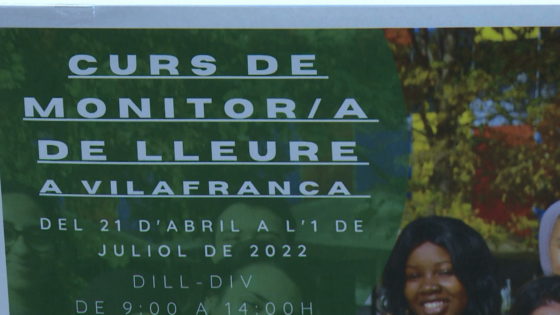 CURS DE
MONITOR/A
DE LLEURE
A VILAFRANCA
DEL 21 D'ABRIL A L'1 DE
JULIOL DE 2022
DILL-DIV
DE 9:00 A 14:00H